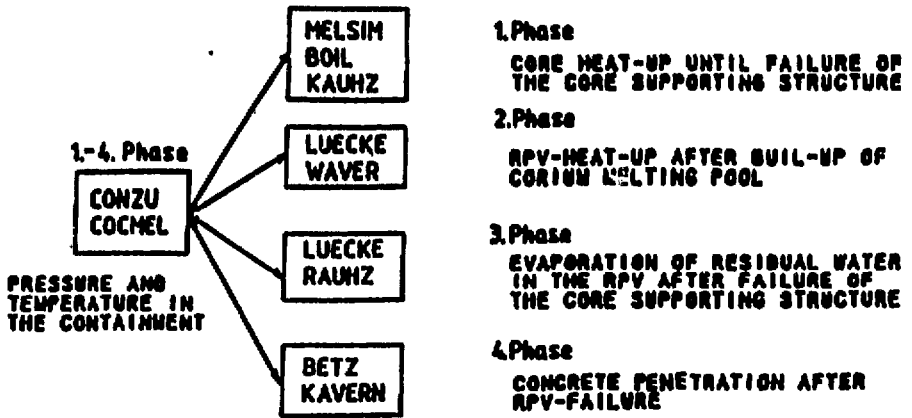 MELSIM
BOIL
KAUHZ
1.Phase
CORE HEAT-UP UNTIL FAILURE OF
THE CORE SUPPORTING STRUCTURE
LUECKE
WAVER
2.Phase
RPV-HEAT-UP AFTER BUIL-UP OF
CORIUM MELTING POOL
1.-4. Phase
CONZU
COCMEL
PRESSURE AND
TEMPERATURE IN
THE CONTAINMENT
LUECKE
RAUHZ
3.Phase
EVAPORATION OF RESIDUAL WATER
IN THE RPV AFTER FAILURE OF
THE CORE SUPPORTING STRUCTURE
BETZ
KAVERN
4.Phase
CONCRETE PENETRATION AFTER
RPV-FAILURE